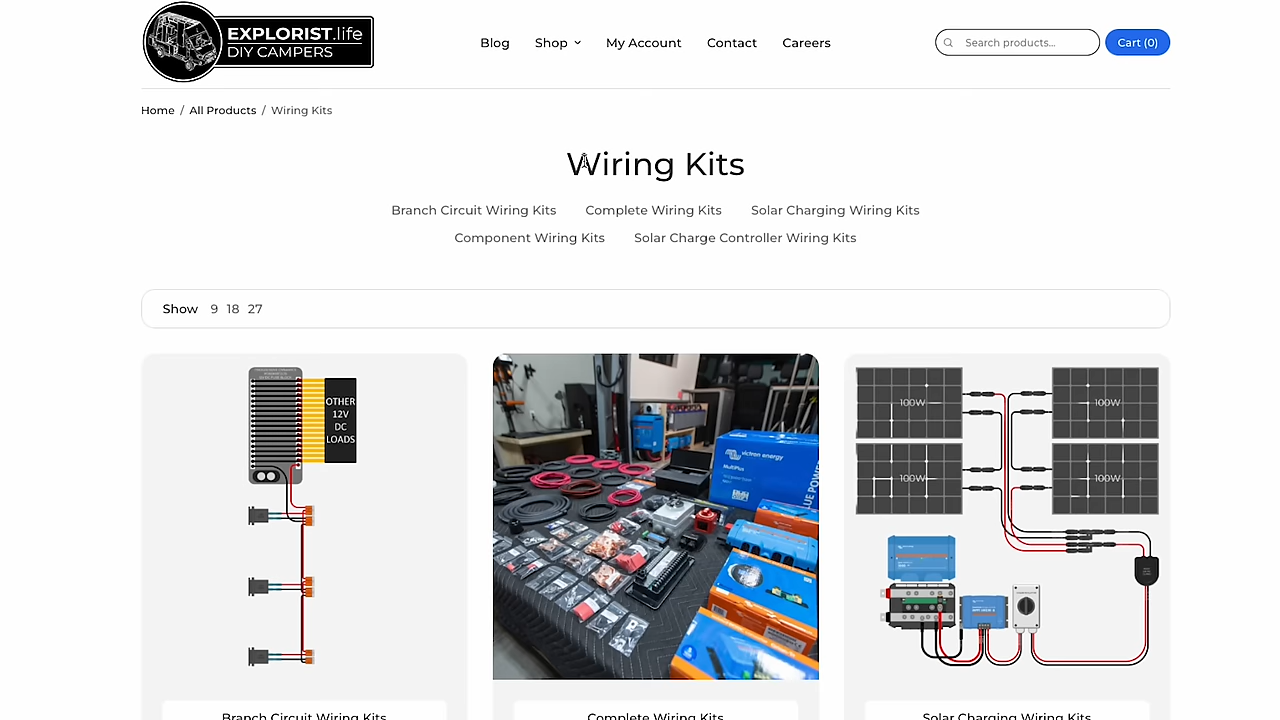 EXPLORIST.life
DIY CAMPERS
Blog Shop My Account Contact Careers
Search products...
Cart (0)
Home / All Products / Wiring Kits
Wiring Kits
Branch Circuit Wiring Kits Complete Wiring Kits Solar Charging Wiring Kits
Component Wiring Kits Solar Charge Controller Wiring Kits
Show 9 18 27
OTHER
12V
DC
LOADS
victron energy
MultiPlus
BLUE POWER
100W 100W
100W 100W
Branch Circuit Wiring Kits
Complete Wiring Kits
Solar Charging Wiring Kits